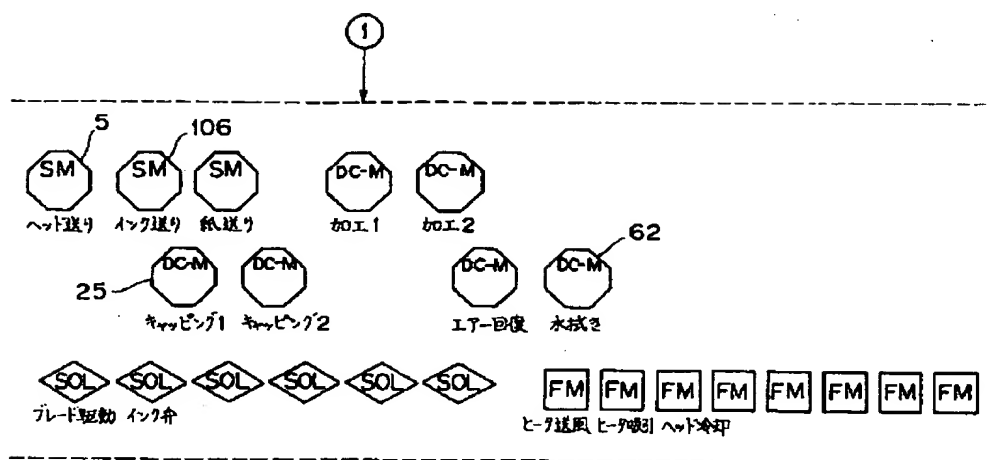 1
5 106
SM SM SM DC-M DC-M
ヘッド送り インク送り 紙送り 加工1 加工2
62
DC-M DC-M DC-M DC-M
25
キャッピング1 キャッピング2 エアー回復 水拭き
SOL SOL SOL SOL SOL SOL FM FM FM FM FM FM FM FM
ブレード駆動 インク弁 ヒータ送風 ヒータ吸引 ヘッド冷却